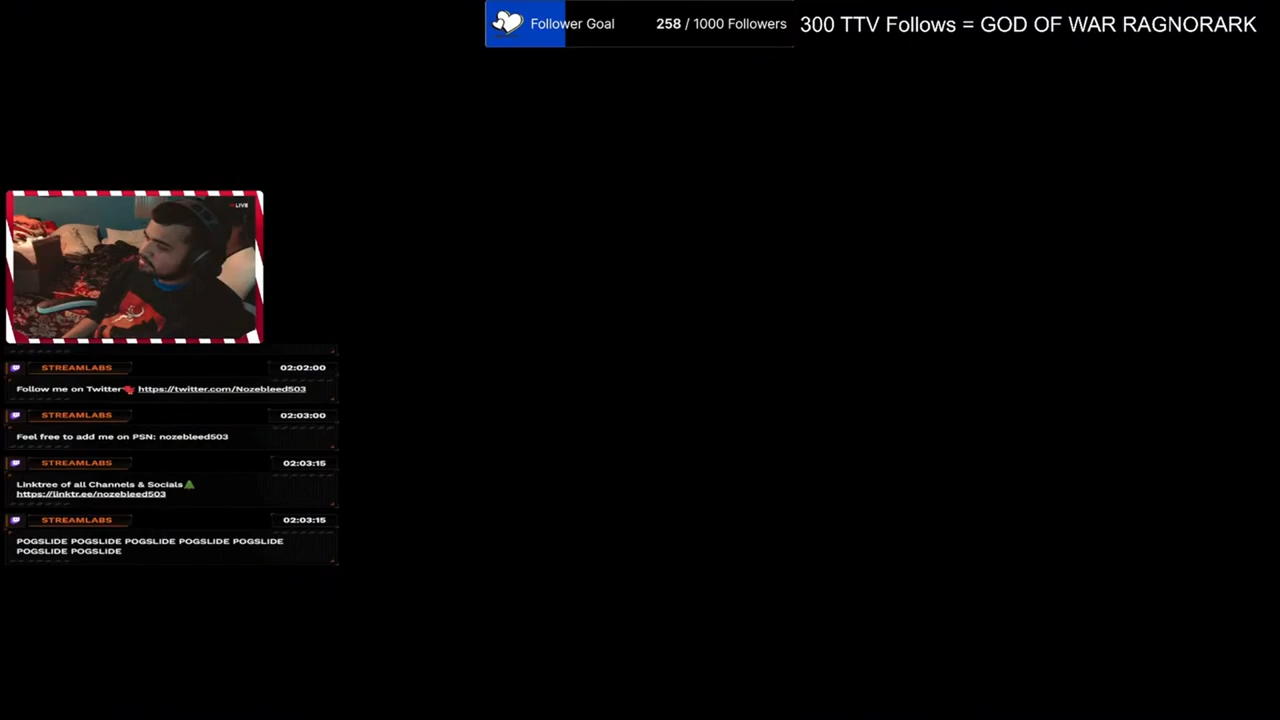 Follower Goal 258 / 1000 Followers 300 TTV Follows = GOD OF WAR RAGNORARK
LIVE
STREAMLABS 02:02:00
Follow me on Twitter https://twitter.com/Nozebleed503
STREAMLABS 02:03:00
Feel free to add me on PSN: nozebleed503
STREAMLABS 02:03:15
Linktree of all Channels & Socials🌲
https://linktr.ee/nozebleed503
STREAMLABS 02:03:15
POGSLIDE POGSLIDE POGSLIDE POGSLIDE POGSLIDE
POGSLIDE POGSLIDE